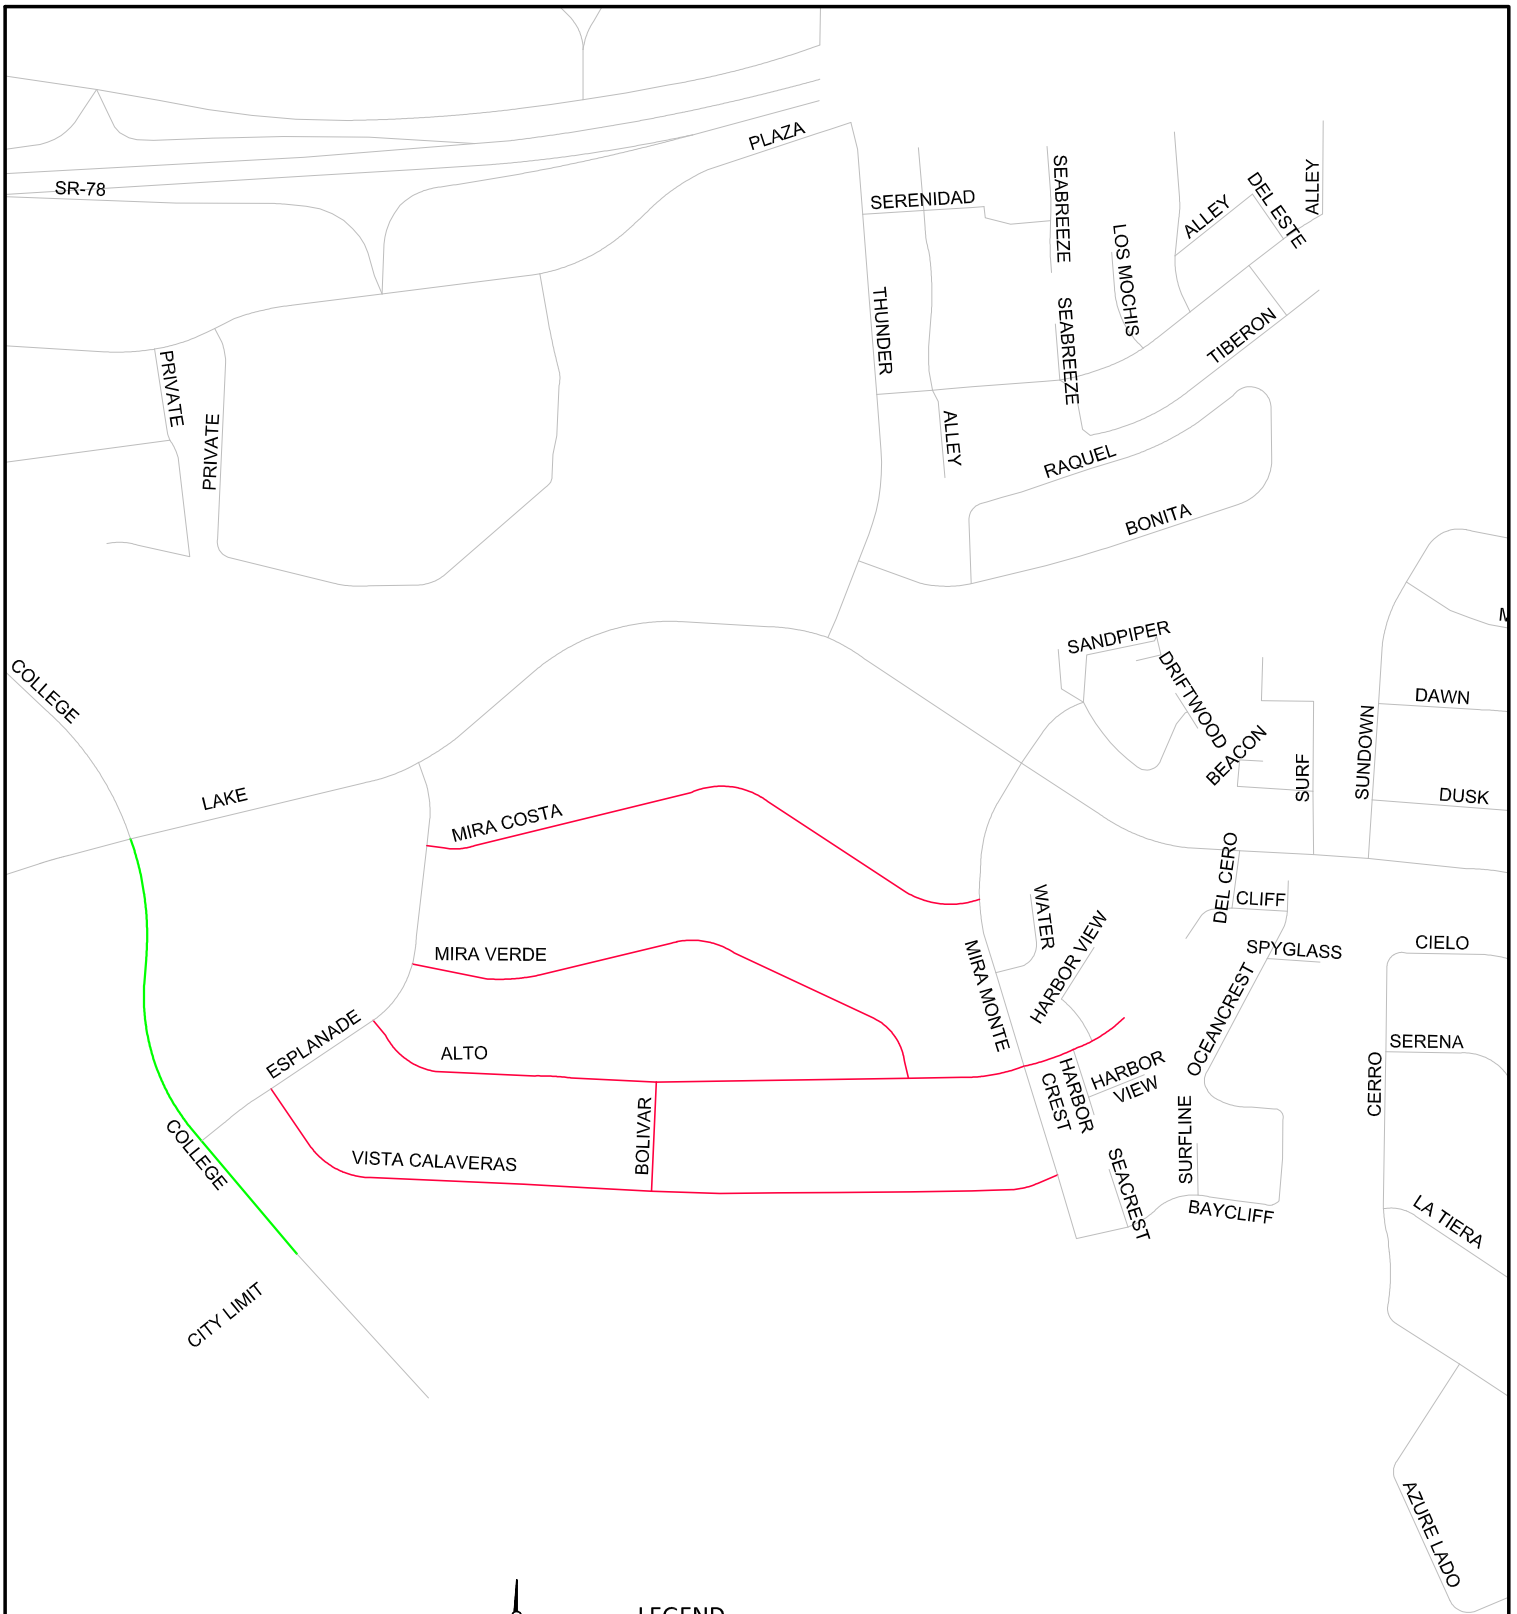 PLAZA
SR-78
SERENIDAD
SEABREEZE
ALLEY
DEL ESTE
ALLEY
LOS MOCHIS
THUNDER
SEABREEZE
TIBERON
PRIVATE
PRIVATE
ALLEY
RAQUEL
BONITA
SANDPIPER
DRIFTWOOD
COLLEGE
DAWN
SUNDOWN
BEACON
SURF
DUSK
LAKE
MIRA COSTA
DEL CERO
CLIFF
WATER
HARBOR VIEW
SPYGLASS
CIELO
MIRA VERDE
MIRA MONTE
OCEANCREST
ESPLANADE
ALTO
SERENA
HARBOR
CREST
HARBOR
VIEW
CERRO
BOLIVAR
SURFLINE
COLLEGE
VISTA CALAVERAS
SEACREST
BAYCLIFF
LA TIERA
CITY LIMIT
AZURE LADO
LEGEND